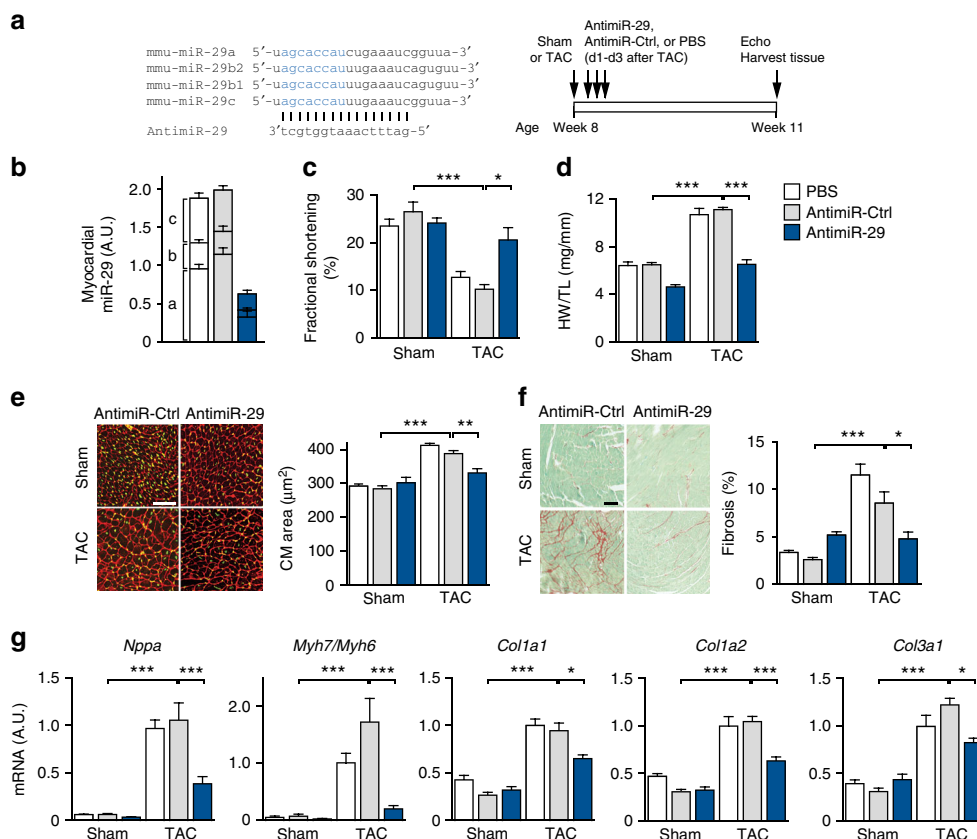 a
mmu-miR-29a 5′-uagcaccaucugaaaucgguua-3′
mmu-miR-29b2 5′-uagcaccauuugaaaucaguguu-3′
mmu-miR-29b1 5′-uagcaccauuugaaaucaguguu-3′
mmu-miR-29c 5′-uagcaccauuugaaaucgguua-3′
AntimiR-29 3′tcgtggtaaactttag-5′
Sham
or TAC
AntimiR-29,
AntimiR-Ctrl, or PBS
(d1-d3 after TAC)
Echo
Harvest tissue
Age Week 8 Week 11
b
Myocardial
miR-29 (A.U.)
2.0
1.5
1.0
0.5
0
c
b
a
c
Fractional shortening
(%)
30
20
10
0
Sham TAC
*** *
d
HW/TL (mg/mm)
12
8
4
0
Sham TAC
*** ***
PBS
AntimiR-Ctrl
AntimiR-29
e
AntimiR-Ctrl AntimiR-29
Sham
TAC
CM area (μm²)
400
300
200
100
0
Sham TAC
*** **
f
AntimiR-Ctrl AntimiR-29
Sham
TAC
Fibrosis (%)
15
10
5
0
Sham TAC
*** *
g
mRNA (A.U.)
Nppa
*** ***
1.5
1.0
0.5
0
Sham TAC
Myh7/Myh6
*** ***
2.0
1.0
0
Sham TAC
Col1a1
*** *
1.5
1.0
0.5
0
Sham TAC
Col1a2
*** ***
1.5
1.0
0.5
0
Sham TAC
Col3a1
*** *
1.5
1.0
0.5
0
Sham TAC